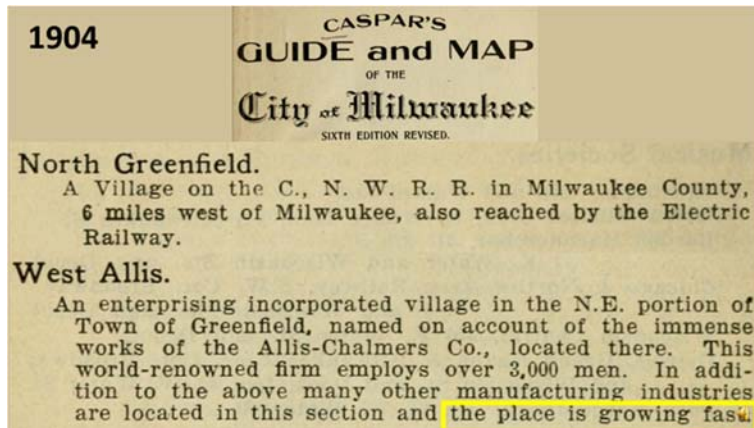 1904
CASPAR'S
GUIDE and MAP
OF THE
City of Milwaukee
SIXTH EDITION REVISED.
North Greenfield.
A Village on the C., N. W. R. R. in Milwaukee County,
6 miles west of Milwaukee, also reached by the Electric
Railway.
West Allis.
An enterprising incorporated village in the N.E. portion of
Town of Greenfield, named on account of the immense
works of the Allis-Chalmers Co., located there. This
world-renowned firm employs over 3,000 men. In addi-
tion to the above many other manufacturing industries
are located in this section and the place is growing